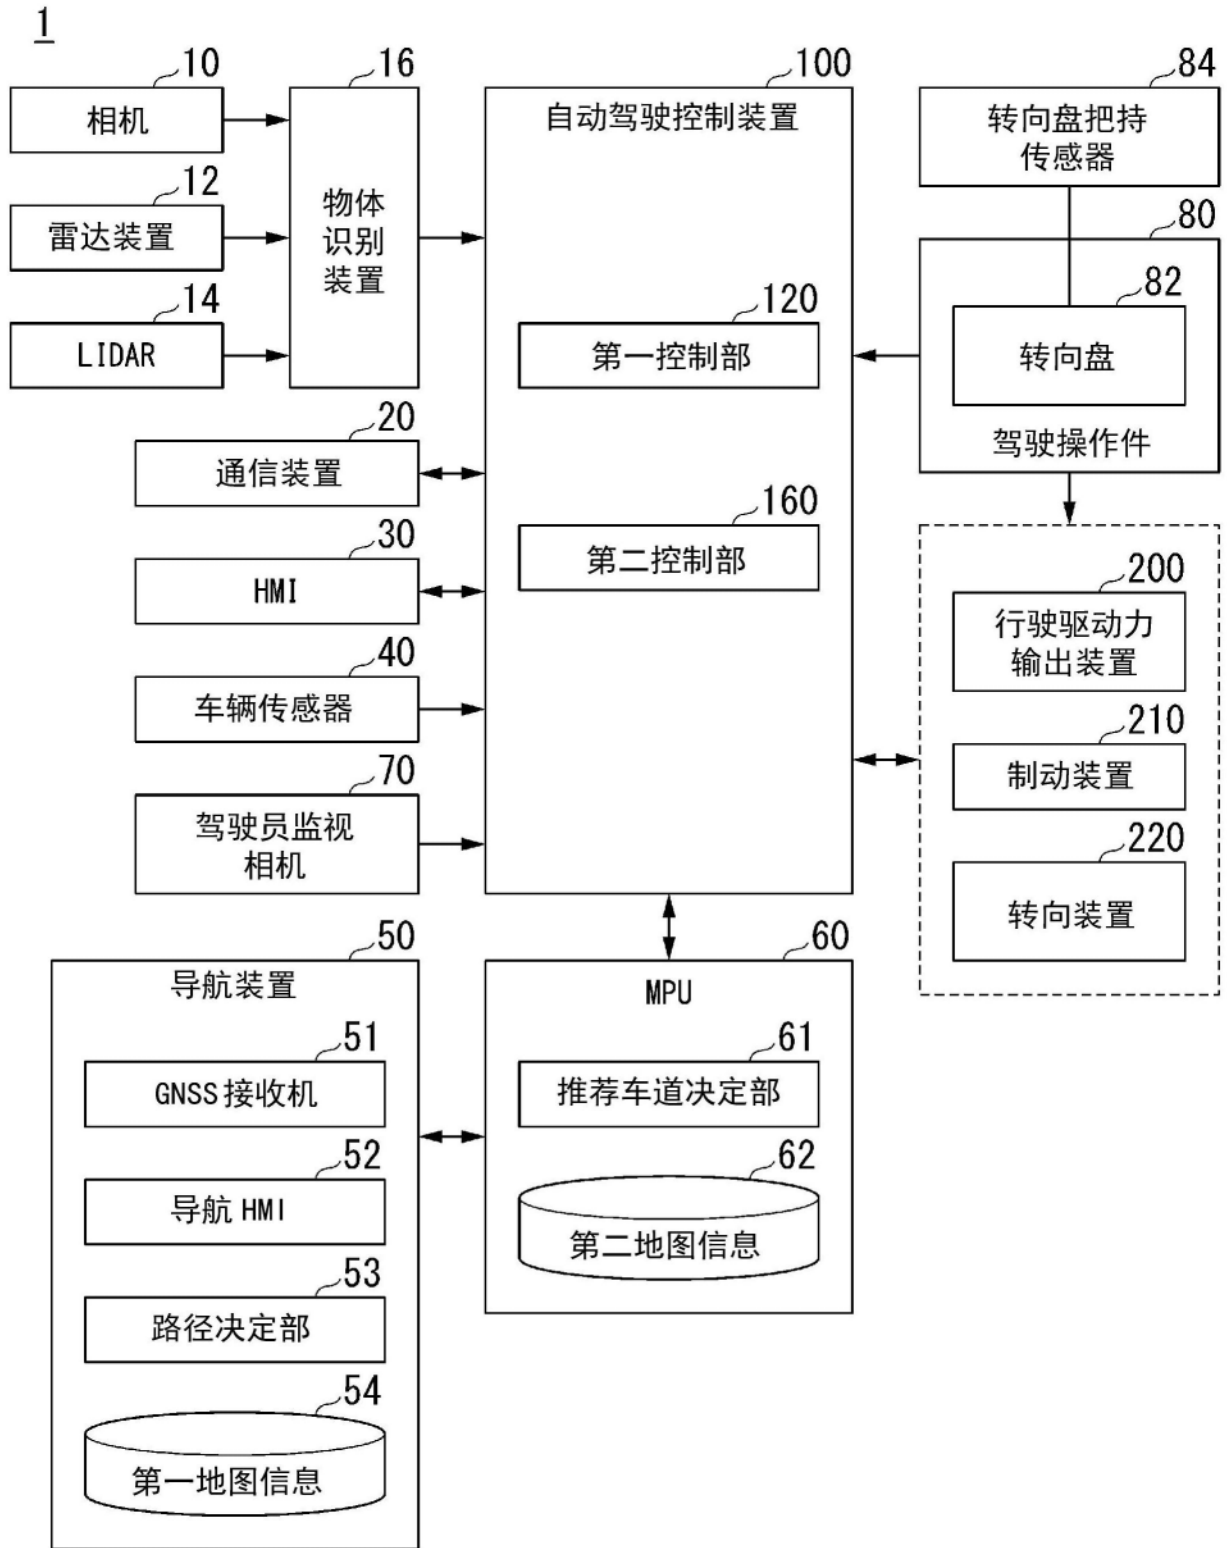 1
10
相机
12
雷达装置
14
LIDAR
16
物体
识别
装置
20
通信装置
30
HMI
40
车辆传感器
70
驾驶员监视
相机
100
自动驾驶控制装置
120
第一控制部
160
第二控制部
84
转向盘把持
传感器
80
82
转向盘
驾驶操作件
200
行驶驱动力
输出装置
210
制动装置
220
转向装置
50
导航装置
51
GNSS接收机
52
导航HMI
53
路径决定部
54
第一地图信息
60
MPU
61
推荐车道决定部
62
第二地图信息